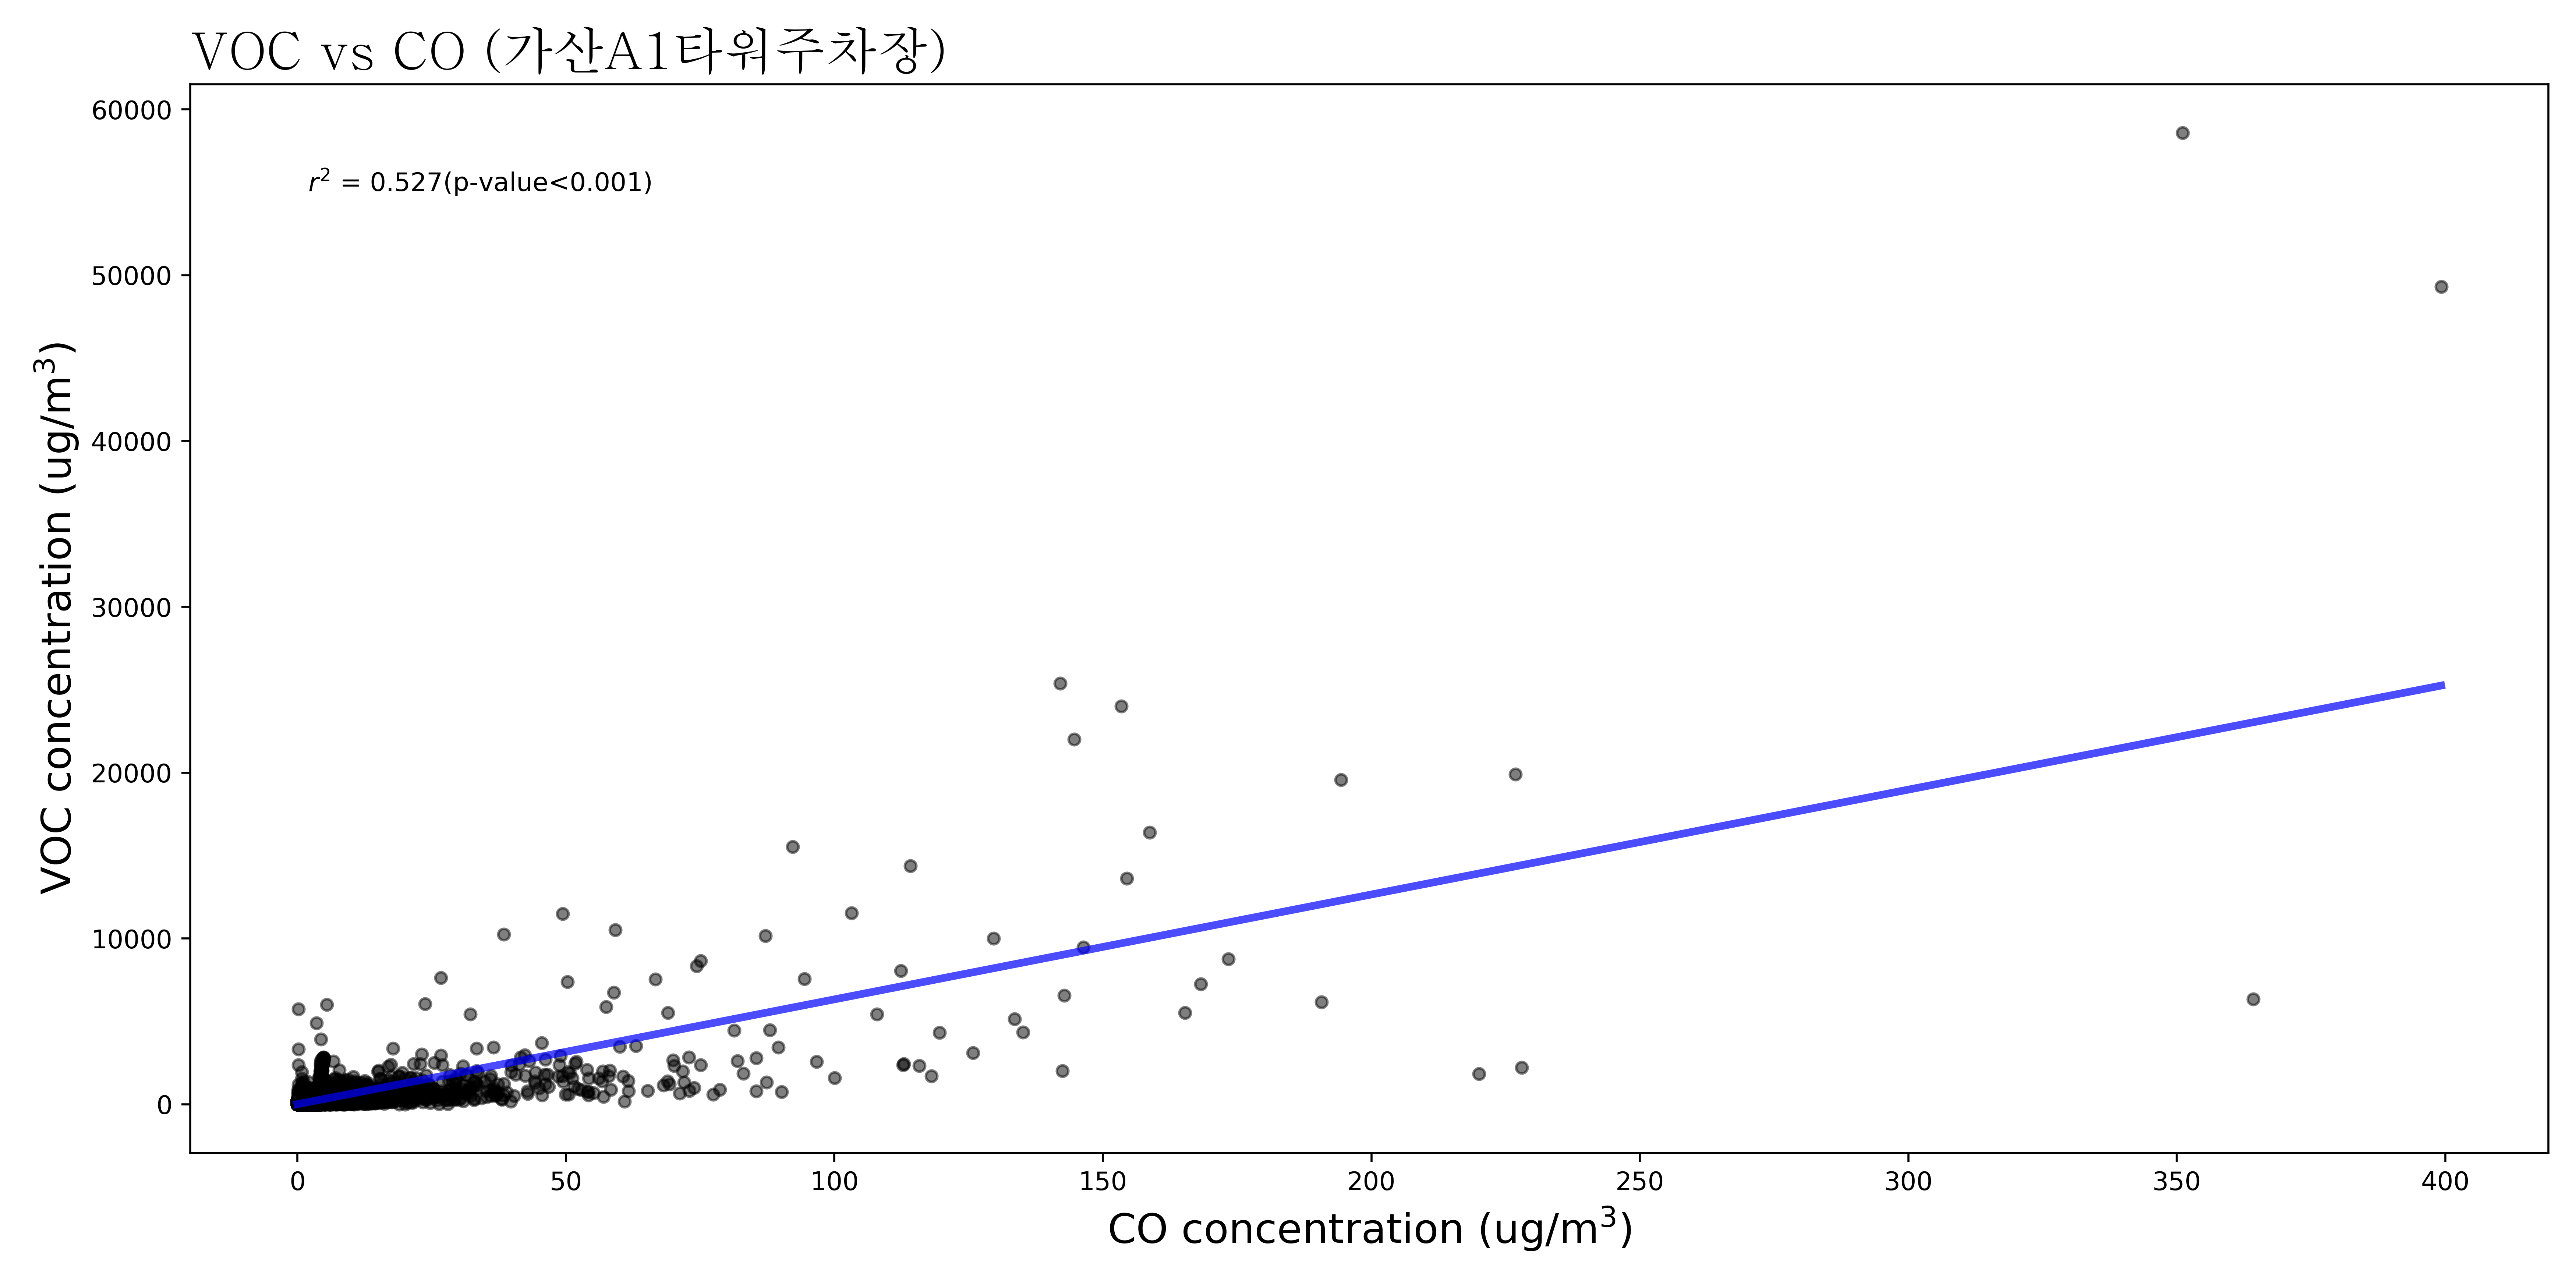 VOC vs CO (가산A1타워주차장)
r² = 0.527(p-value<0.001)
VOC concentration (ug/m³)
60000
50000
40000
30000
20000
10000
0
0 50 100 150 200 250 300 350 400
CO concentration (ug/m³)